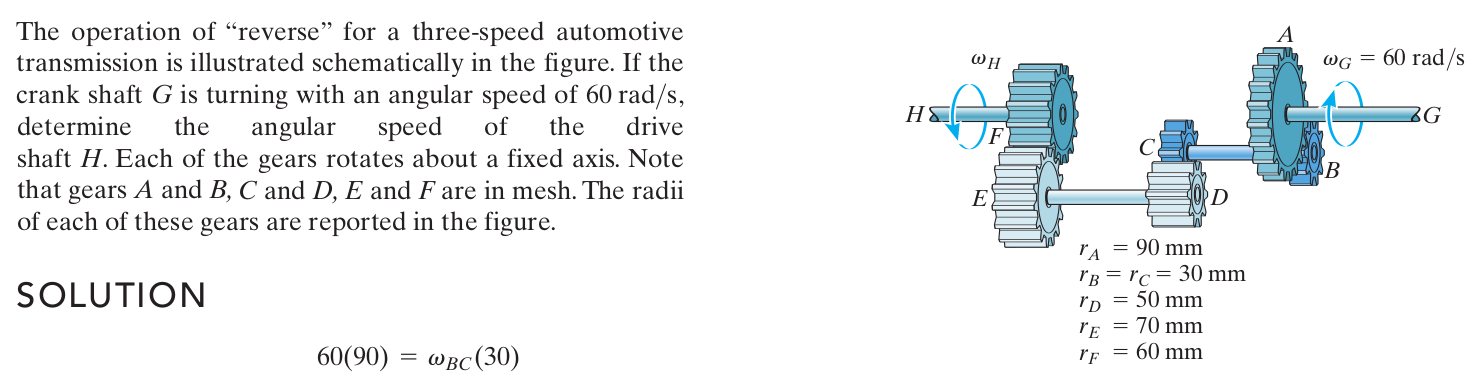 The operation of “reverse” for a three-speed automotive
transmission is illustrated schematically in the figure. If the
crank shaft G is turning with an angular speed of 60 rad/s,
determine the angular speed of the drive
shaft H. Each of the gears rotates about a fixed axis. Note
that gears A and B, C and D, E and F are in mesh. The radii
of each of these gears are reported in the figure.
SOLUTION
60(90) = ω_BC(30)
A
ω_H
ω_G = 60 rad/s
H
G
F
C
B
E
D
r_A = 90 mm
r_B = r_C = 30 mm
r_D = 50 mm
r_E = 70 mm
r_F = 60 mm